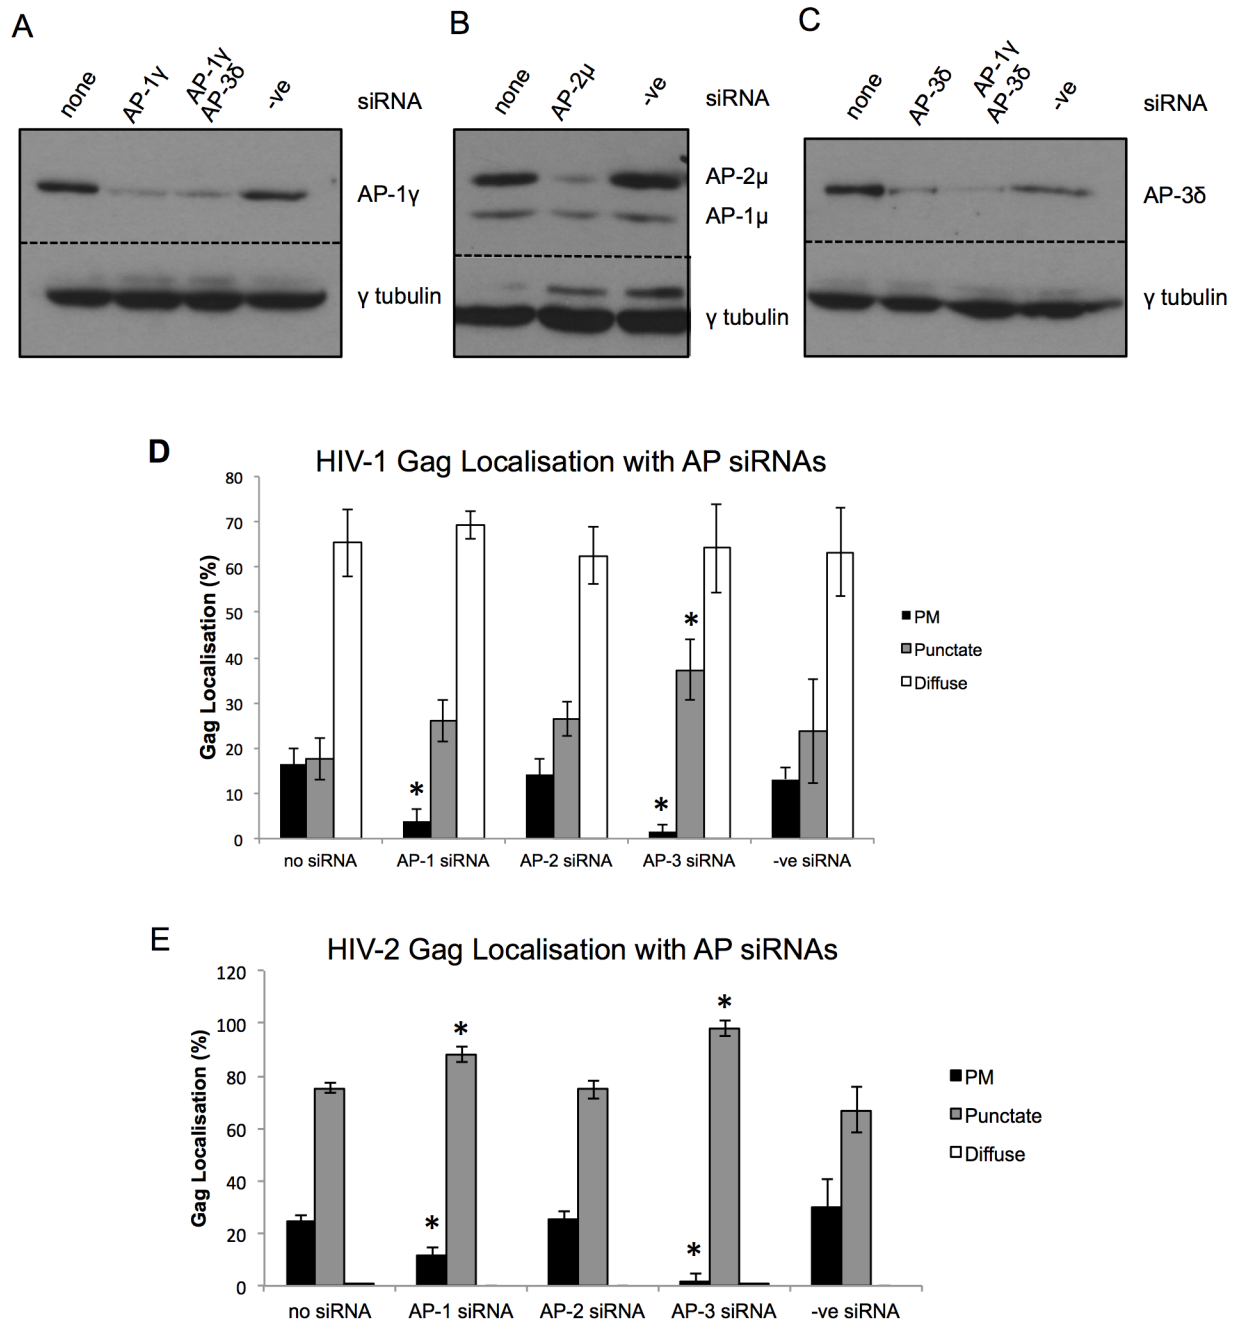 A
none
AP-1γ
AP-1γ
AP-3δ
-ve
siRNA
AP-1γ
γ tubulin
B
none
AP-2μ
-ve
siRNA
AP-2μ
AP-1μ
γ tubulin
C
none
AP-3δ
AP-1γ
AP-3δ
-ve
siRNA
AP-3δ
γ tubulin
D
HIV-1 Gag Localisation with AP siRNAs
Gag Localisation (%)
80
70
60
50
40
30
20
10
0
*
*
*
no siRNA
AP-1 siRNA
AP-2 siRNA
AP-3 siRNA
-ve siRNA
PM
Punctate
Diffuse
E
HIV-2 Gag Localisation with AP siRNAs
Gag Localisation (%)
120
100
80
60
40
20
0
*
*
*
*
no siRNA
AP-1 siRNA
AP-2 siRNA
AP-3 siRNA
-ve siRNA
PM
Punctate
Diffuse